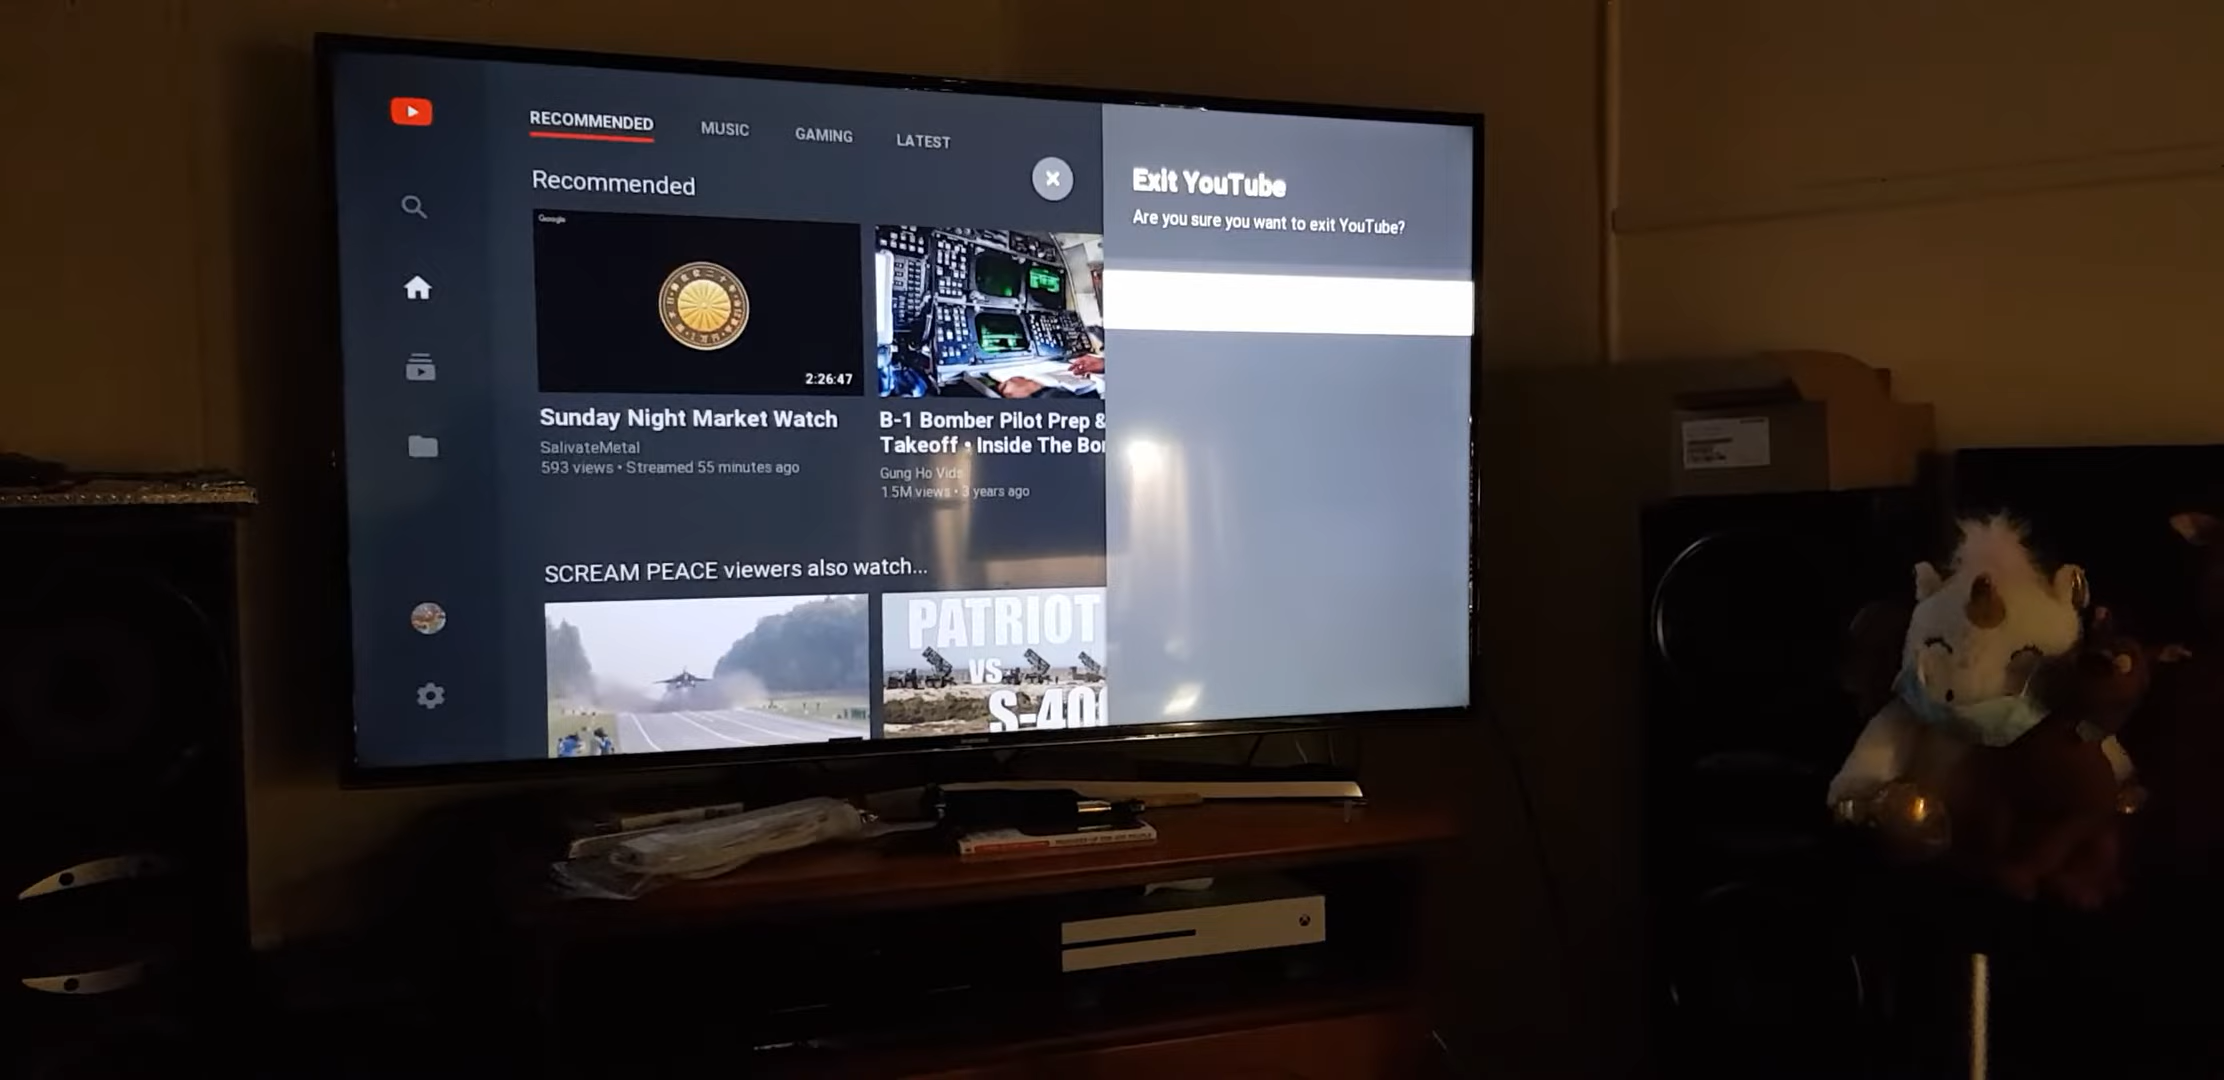 RECOMMENDED
MUSIC
GAMING
LATEST
Recommended
Google
2:26:47
Sunday Night Market Watch
SalivateMetal
593 views • Streamed 55 minutes ago
B-1 Bomber Pilot Prep &
Takeoff • Inside The Bo
Gung Ho Vids
1.5M views • 3 years ago
SCREAM PEACE viewers also watch...
PATRIOT
VS
S-40
Exit YouTube
Are you sure you want to exit YouTube?